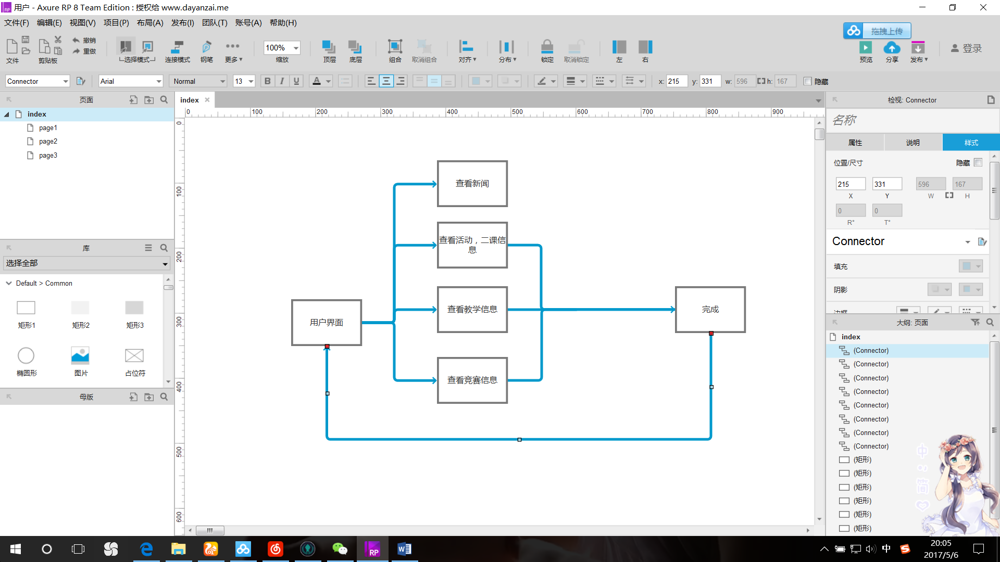 用户 - Axure RP 8 Team Edition : 授权给 www.dayanzai.me
文件(F) 编辑(E) 视图(V) 项目(P) 布局(A) 发布(I) 团队(T) 账号(A) 帮助(H)
拖拽上传
撤销
重做
文件 剪贴板 选择模式 连接模式 钢笔 更多 100% 缩放 顶层 底层 组合 取消组合 对齐 分布 锁定 取消锁定 左 右 预览 分享 发布 登录
Connector Arial Normal 13 B I U A x: 215 y: 331 w: 596 h: 167 隐藏
页面
index
page1
page2
page3
库
选择全部
Default > Common
矩形1 矩形2 矩形3
椭圆形 图片 占位符
母版
index
0 100 200 300 400 500 600 700 800 900
0
100
200
300
400
500
600
查看新闻
查看活动，二课信
息
用户界面
查看教学信息
完成
查看竞赛信息
检视: Connector
名称
属性 说明 样式
位置/尺寸 隐藏
215 331 596 167
X Y W H
0 0
R° T°
Connector
填充
阴影
边框
大纲: 页面
index
(Connector)
(Connector)
(Connector)
(Connector)
(Connector)
(Connector)
(Connector)
(Connector)
(矩形)
(矩形)
(矩形)
(矩形)
(矩形)
(矩形)
中
简
RP
中
20:05
2017/5/6